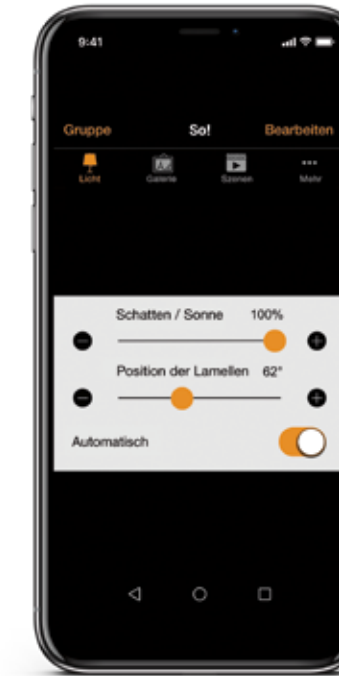 9:41
Gruppe So! Bearbeiten
Licht Galerie Szenen Mehr
Schatten / Sonne 100%
Position der Lamellen 62°
Automatisch